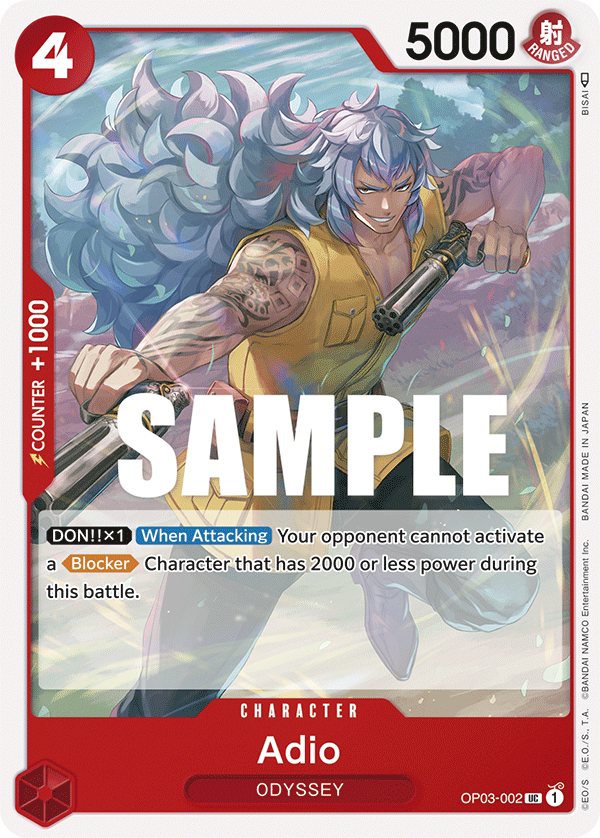 4
5000
射
RANGED
BISAI
COUNTER +1000
SAMPLE
DON!!×1 When Attacking Your opponent cannot activate
a Blocker Character that has 2000 or less power during
this battle.
©EO/S ©E.O./S., T.A. ©BANDAI NAMCO Entertainment Inc. BANDAI MADE IN JAPAN
CHARACTER
Adio
ODYSSEY
OP03-002 UC 1